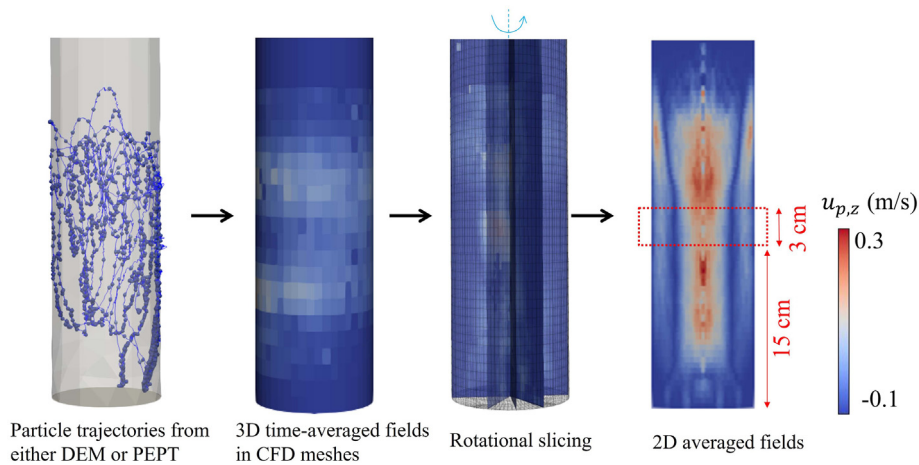 u_{p,z} (m/s)
0.3
-0.1
3 cm
15 cm
Particle trajectories from
either DEM or PEPT
3D time-averaged fields
in CFD meshes
Rotational slicing
2D averaged fields